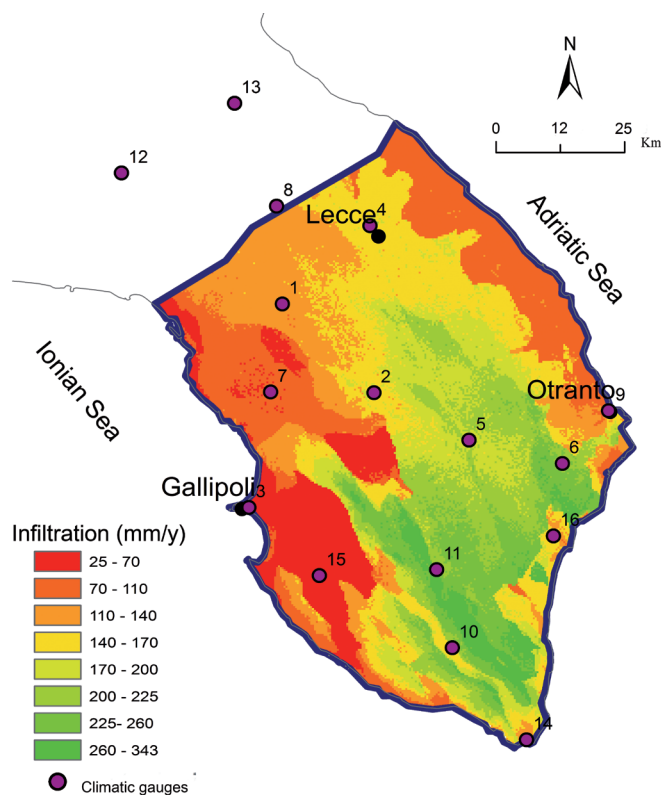 N
0 12 25
Km
13
12
8
Lecce 4
Adriatic Sea
1
Ionian Sea
7
2
Otranto 9
5
6
Gallipoli 3
16
Infiltration (mm/y)
25 - 70
15
11
70 - 110
110 - 140
140 - 170
10
170 - 200
200 - 225
225- 260
14
260 - 343
Climatic gauges